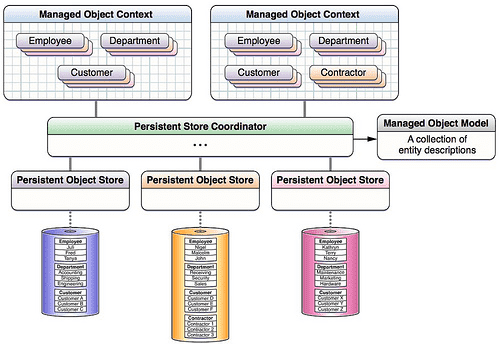 Managed Object Context
Employee
Department
Customer
Managed Object Context
Employee
Department
Customer
Contractor
Persistent Store Coordinator
• • •
Managed Object Model
A collection of
entity descriptions
Persistent Object Store
Persistent Object Store
Persistent Object Store
Employee
Juli
Fred
Tanya
Department
Accounting
Shipping
Engineering
Customer
Customer A
Customer B
Customer C
Employee
Nigel
Malcolm
John
Department
Receiving
Security
Sales
Customer
Customer D
Customer E
Customer F
Contractor
Contractor 1
Contractor 2
Contractor 3
Employee
Kathryn
Terry
Nancy
Department
Maintenance
Marketing
Hardware
Customer
Customer X
Customer Y
Customer Z